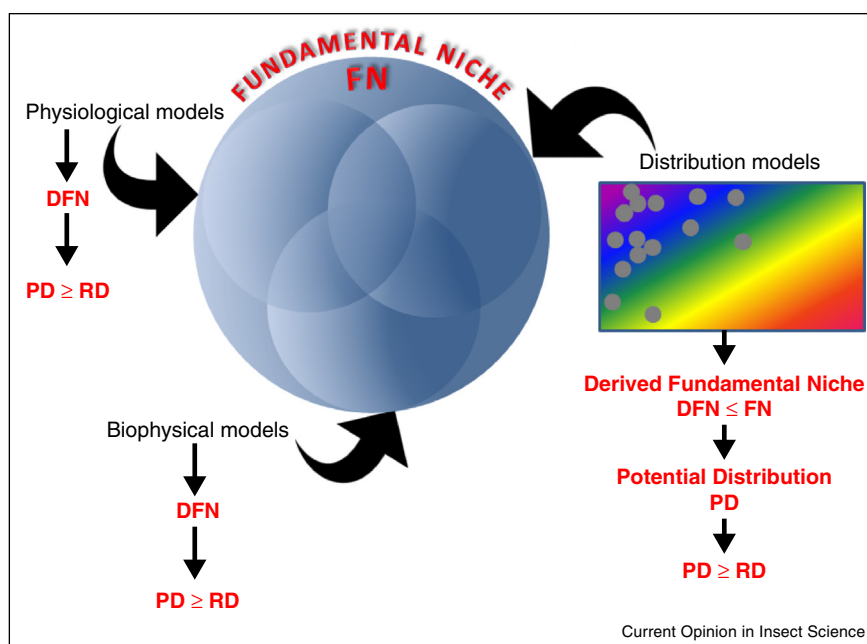 FUNDAMENTAL NICHE
FN
Physiological models
DFN
PD ≥ RD
Distribution models
Derived Fundamental Niche
DFN ≤ FN
Potential Distribution
PD
PD ≥ RD
Biophysical models
DFN
PD ≥ RD
Current Opinion in Insect Science